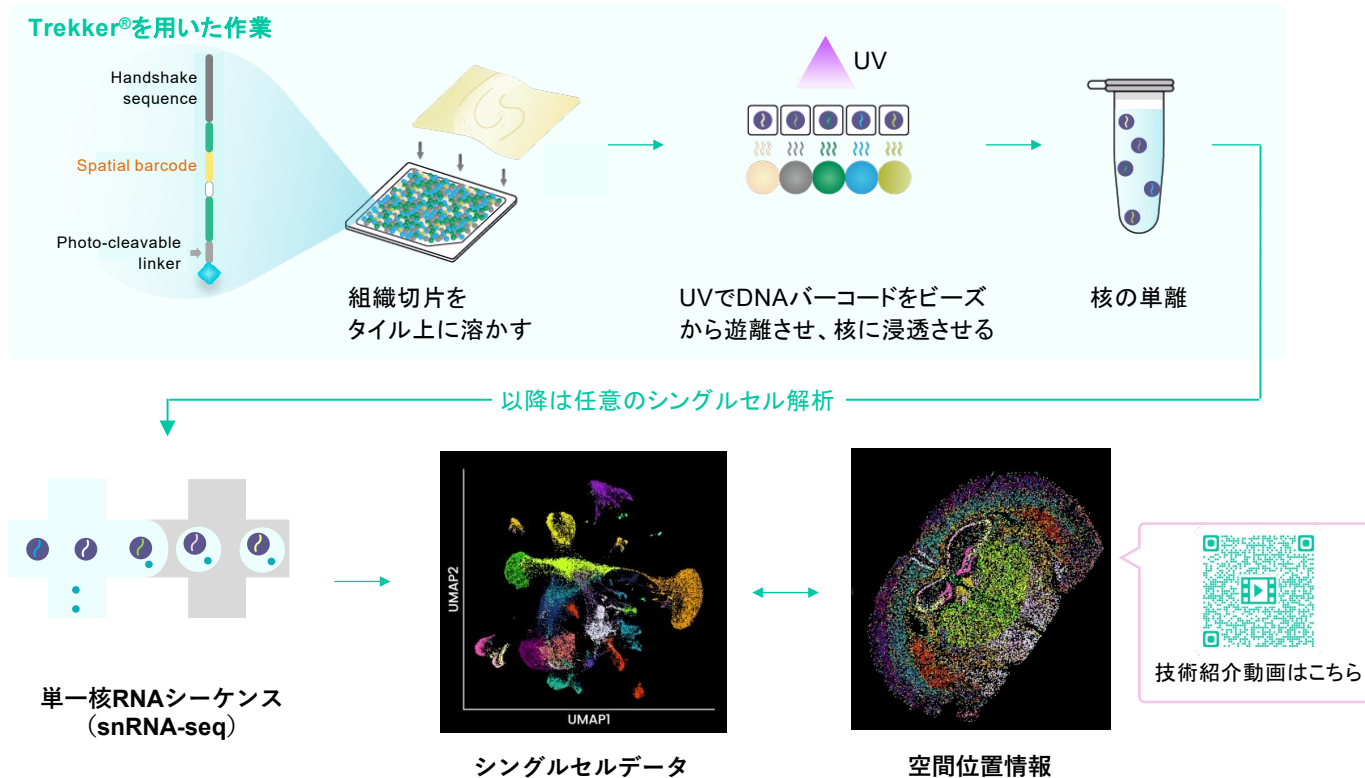 Trekker®を用いた作業
Handshake
sequence
Spatial barcode
Photo-cleavable
linker
UV
組織切片を
タイル上に溶かす
UVでDNAバーコードをビーズ
から遊離させ、核に浸透させる
核の単離
以降は任意のシングルセル解析
単一核RNAシーケンス
（snRNA-seq）
UMAP2
UMAP1
シングルセルデータ
空間位置情報
技術紹介動画はこちら